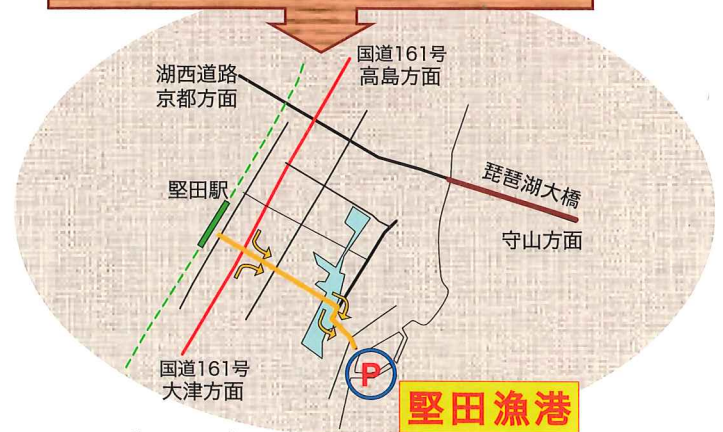 国道161号
高島方面
湖西道路
京都方面
堅田駅
琵琶湖大橋
守山方面
国道161号
大津方面
P
堅田漁港